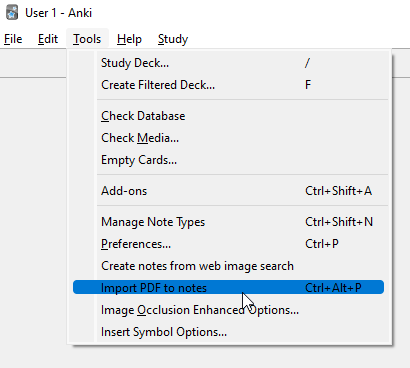 User 1 - Anki
File Edit Tools Help Study
Study Deck... /
Create Filtered Deck... F
Check Database
Check Media...
Empty Cards...
Add-ons Ctrl+Shift+A
Manage Note Types Ctrl+Shift+N
Preferences... Ctrl+P
Create notes from web image search
Import PDF to notes Ctrl+Alt+P
Image Occlusion Enhanced Options...
Insert Symbol Options...